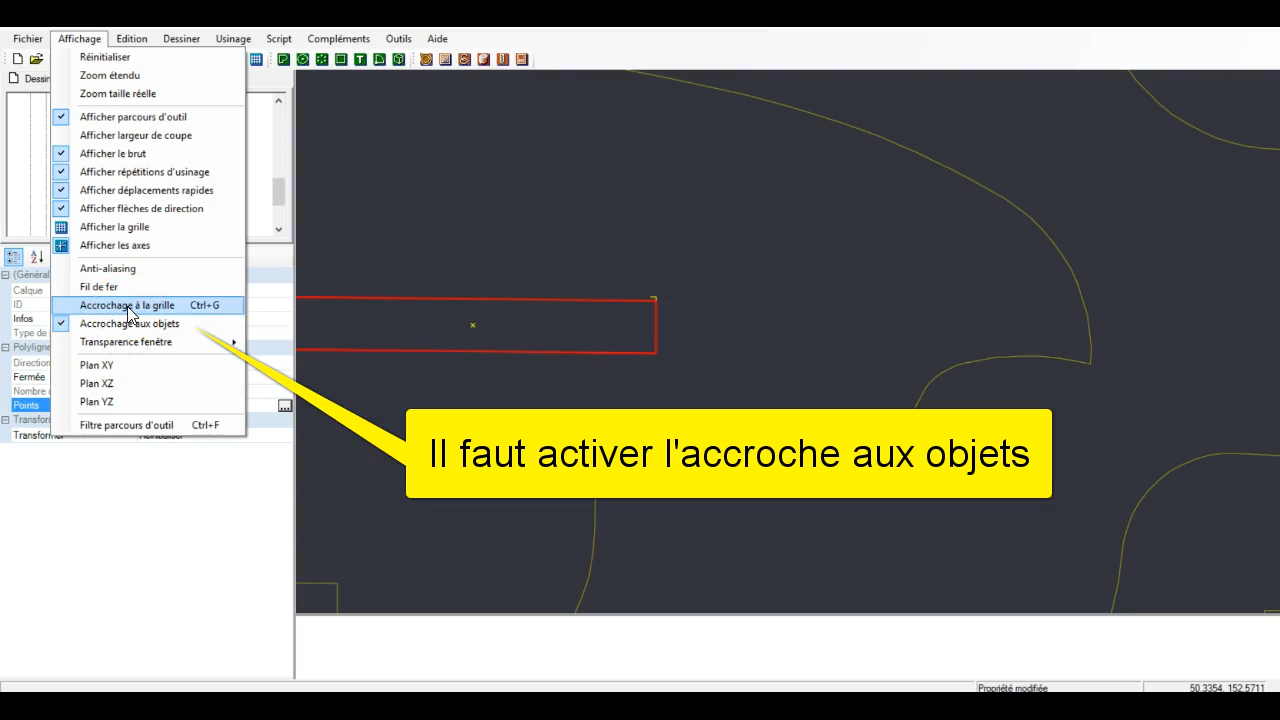 Fichier Affichage Edition Dessiner Usinage Script Compléments Outils Aide
Dessin
Réinitialiser
Zoom étendu
Zoom taille réelle
Afficher parcours d'outil
Afficher largeur de coupe
Afficher le brut
Afficher répétitions d'usinage
Afficher déplacements rapides
Afficher flèches de direction
Afficher la grille
Afficher les axes
Anti-aliasing
Fil de fer
Accrochage à la grille Ctrl+G
Accrochage aux objets
Transparence fenêtre
Plan XY
Plan XZ
Plan YZ
Filtre parcours d'outil Ctrl+F
(Général
Calque
ID
Infos
Type de
Polyligne
Direction
Fermée
Nombre
Points
Transform
Transformer
Il faut activer l'accroche aux objets
Propriété modifiée 50.3354, 152.5711